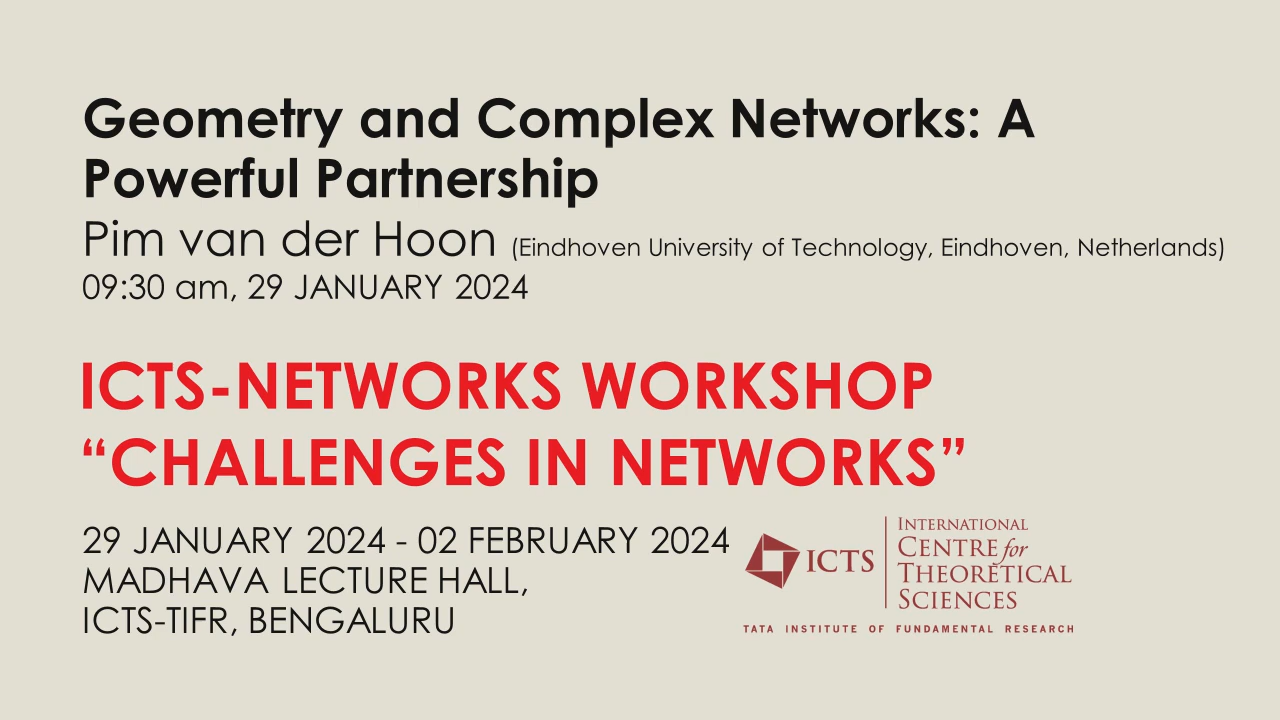 Geometry and Complex Networks: A
Powerful Partnership
Pim van der Hoon (Eindhoven University of Technology, Eindhoven, Netherlands)
09:30 am, 29 JANUARY 2024
ICTS-NETWORKS WORKSHOP
“CHALLENGES IN NETWORKS”
29 JANUARY 2024 - 02 FEBRUARY 2024
MADHAVA LECTURE HALL,
ICTS-TIFR, BENGALURU
ICTS
INTERNATIONAL
CENTRE for
THEORETICAL
SCIENCES
TATA INSTITUTE OF FUNDAMENTAL RESEARCH